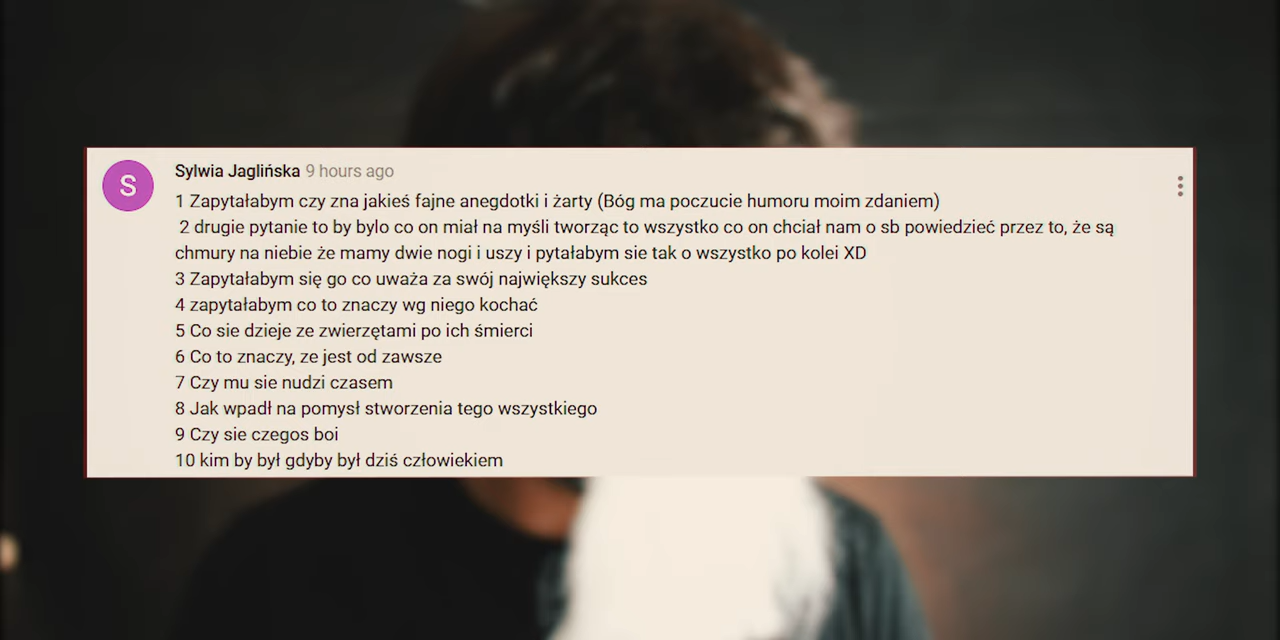 S
Sylwia Jaglińska 9 hours ago
1 Zapytałabym czy zna jakieś fajne anegdotki i żarty (Bóg ma poczucie humoru moim zdaniem)
2 drugie pytanie to by bylo co on miał na myśli tworząc to wszystko co on chciał nam o sb powiedzieć przez to, że są
chmury na niebie że mamy dwie nogi i uszy i pytałabym sie tak o wszystko po kolei XD
3 Zapytałabym się go co uważa za swój największy sukces
4 zapytałabym co to znaczy wg niego kochać
5 Co sie dzieje ze zwierzętami po ich śmierci
6 Co to znaczy, ze jest od zawsze
7 Czy mu sie nudzi czasem
8 Jak wpadł na pomysł stworzenia tego wszystkiego
9 Czy sie czegos boi
10 kim by był gdyby był dziś człowiekiem